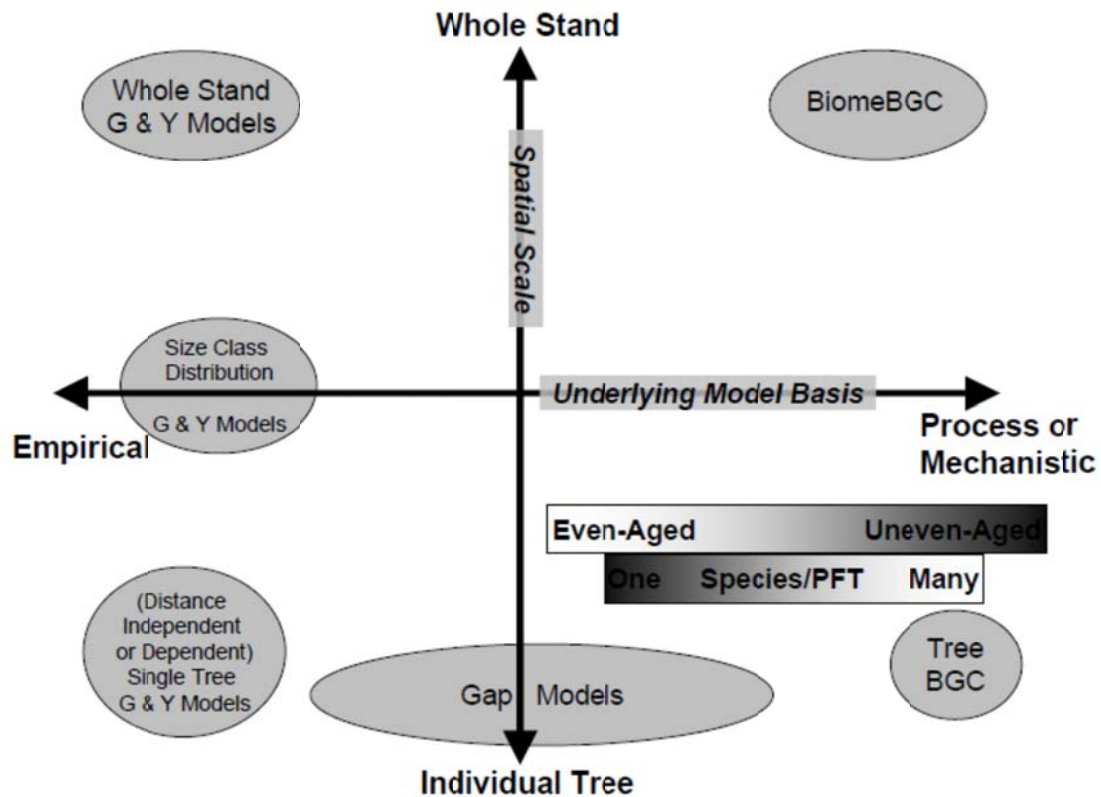 Whole Stand
Whole Stand
G & Y Models
BiomeBGC
Spatial Scale
Size Class
Distribution
G & Y Models
Underlying Model Basis
Empirical
Process or
Mechanistic
Even-Aged Uneven-Aged
One Species/PFT Many
(Distance
Independent
or Dependent)
Single Tree
G & Y Models
Gap Models
Tree
BGC
Individual Tree